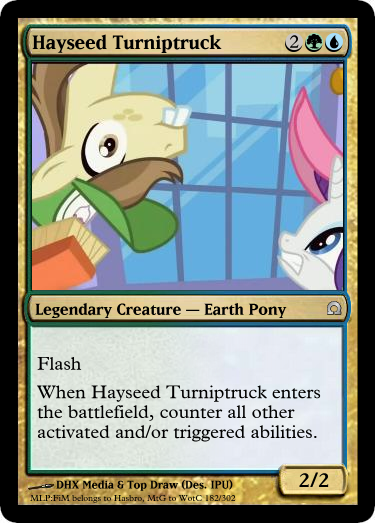 Hayseed Turniptruck 2
Legendary Creature — Earth Pony
Flash
When Hayseed Turniptruck enters
the battlefield, counter all other
activated and/or triggered abilities.
DHX Media & Top Draw (Des. IPU)
2/2
MLP:FiM belongs to Hasbro, MtG to WotC 182/302